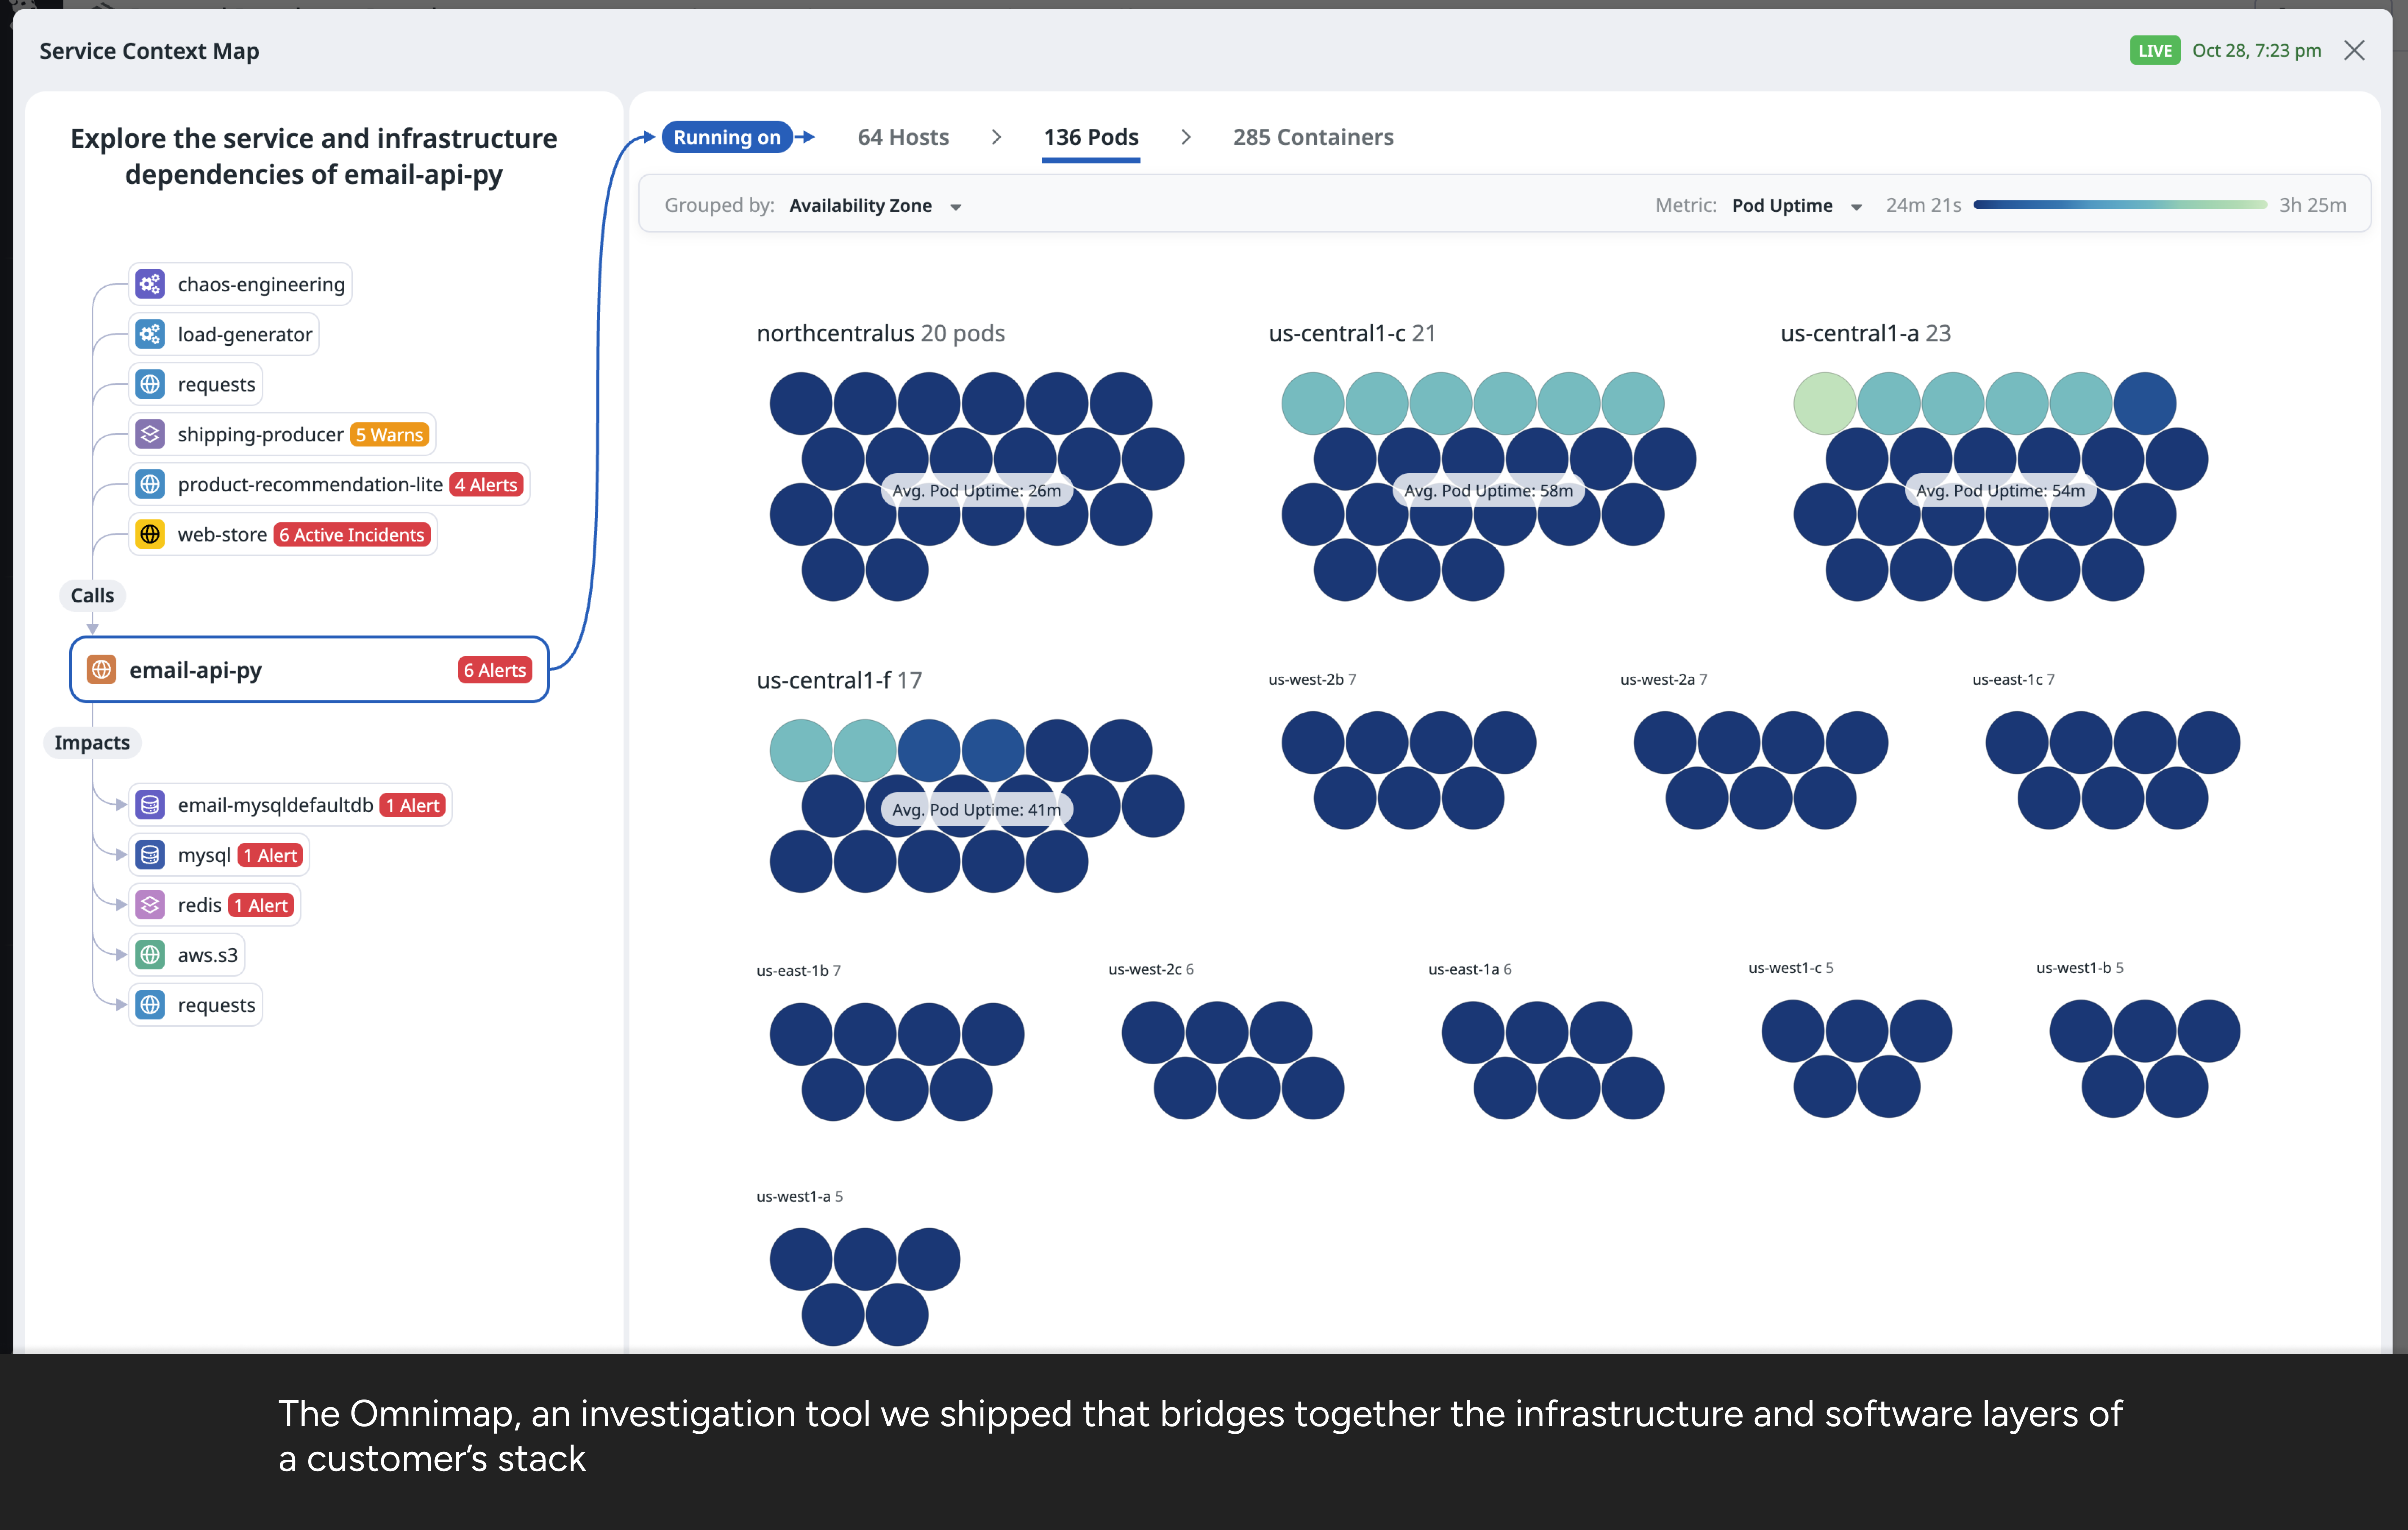 Service Context Map
LIVE Oct 28, 7:23 pm
Explore the service and infrastructure
dependencies of email-api-py
chaos-engineering
load-generator
requests
shipping-producer 5 Warns
product-recommendation-lite 4 Alerts
web-store 6 Active Incidents
Calls
email-api-py 6 Alerts
Impacts
email-mysqldefaultdb 1 Alert
mysql 1 Alert
redis 1 Alert
aws.s3
requests
Running on 64 Hosts 136 Pods 285 Containers
Grouped by: Availability Zone Metric: Pod Uptime 24m 21s 3h 25m
northcentralus 20 pods us-central1-c 21 us-central1-a 23
Avg. Pod Uptime: 26m Avg. Pod Uptime: 58m Avg. Pod Uptime: 54m
us-central1-f 17 us-west-2b 7 us-west-2a 7 us-east-1c 7
Avg. Pod Uptime: 41m
us-east-1b 7 us-west-2c 6 us-east-1a 6 us-west1-c 5 us-west1-b 5
us-west1-a 5
The Omnimap, an investigation tool we shipped that bridges together the infrastructure and software layers of
a customer’s stack